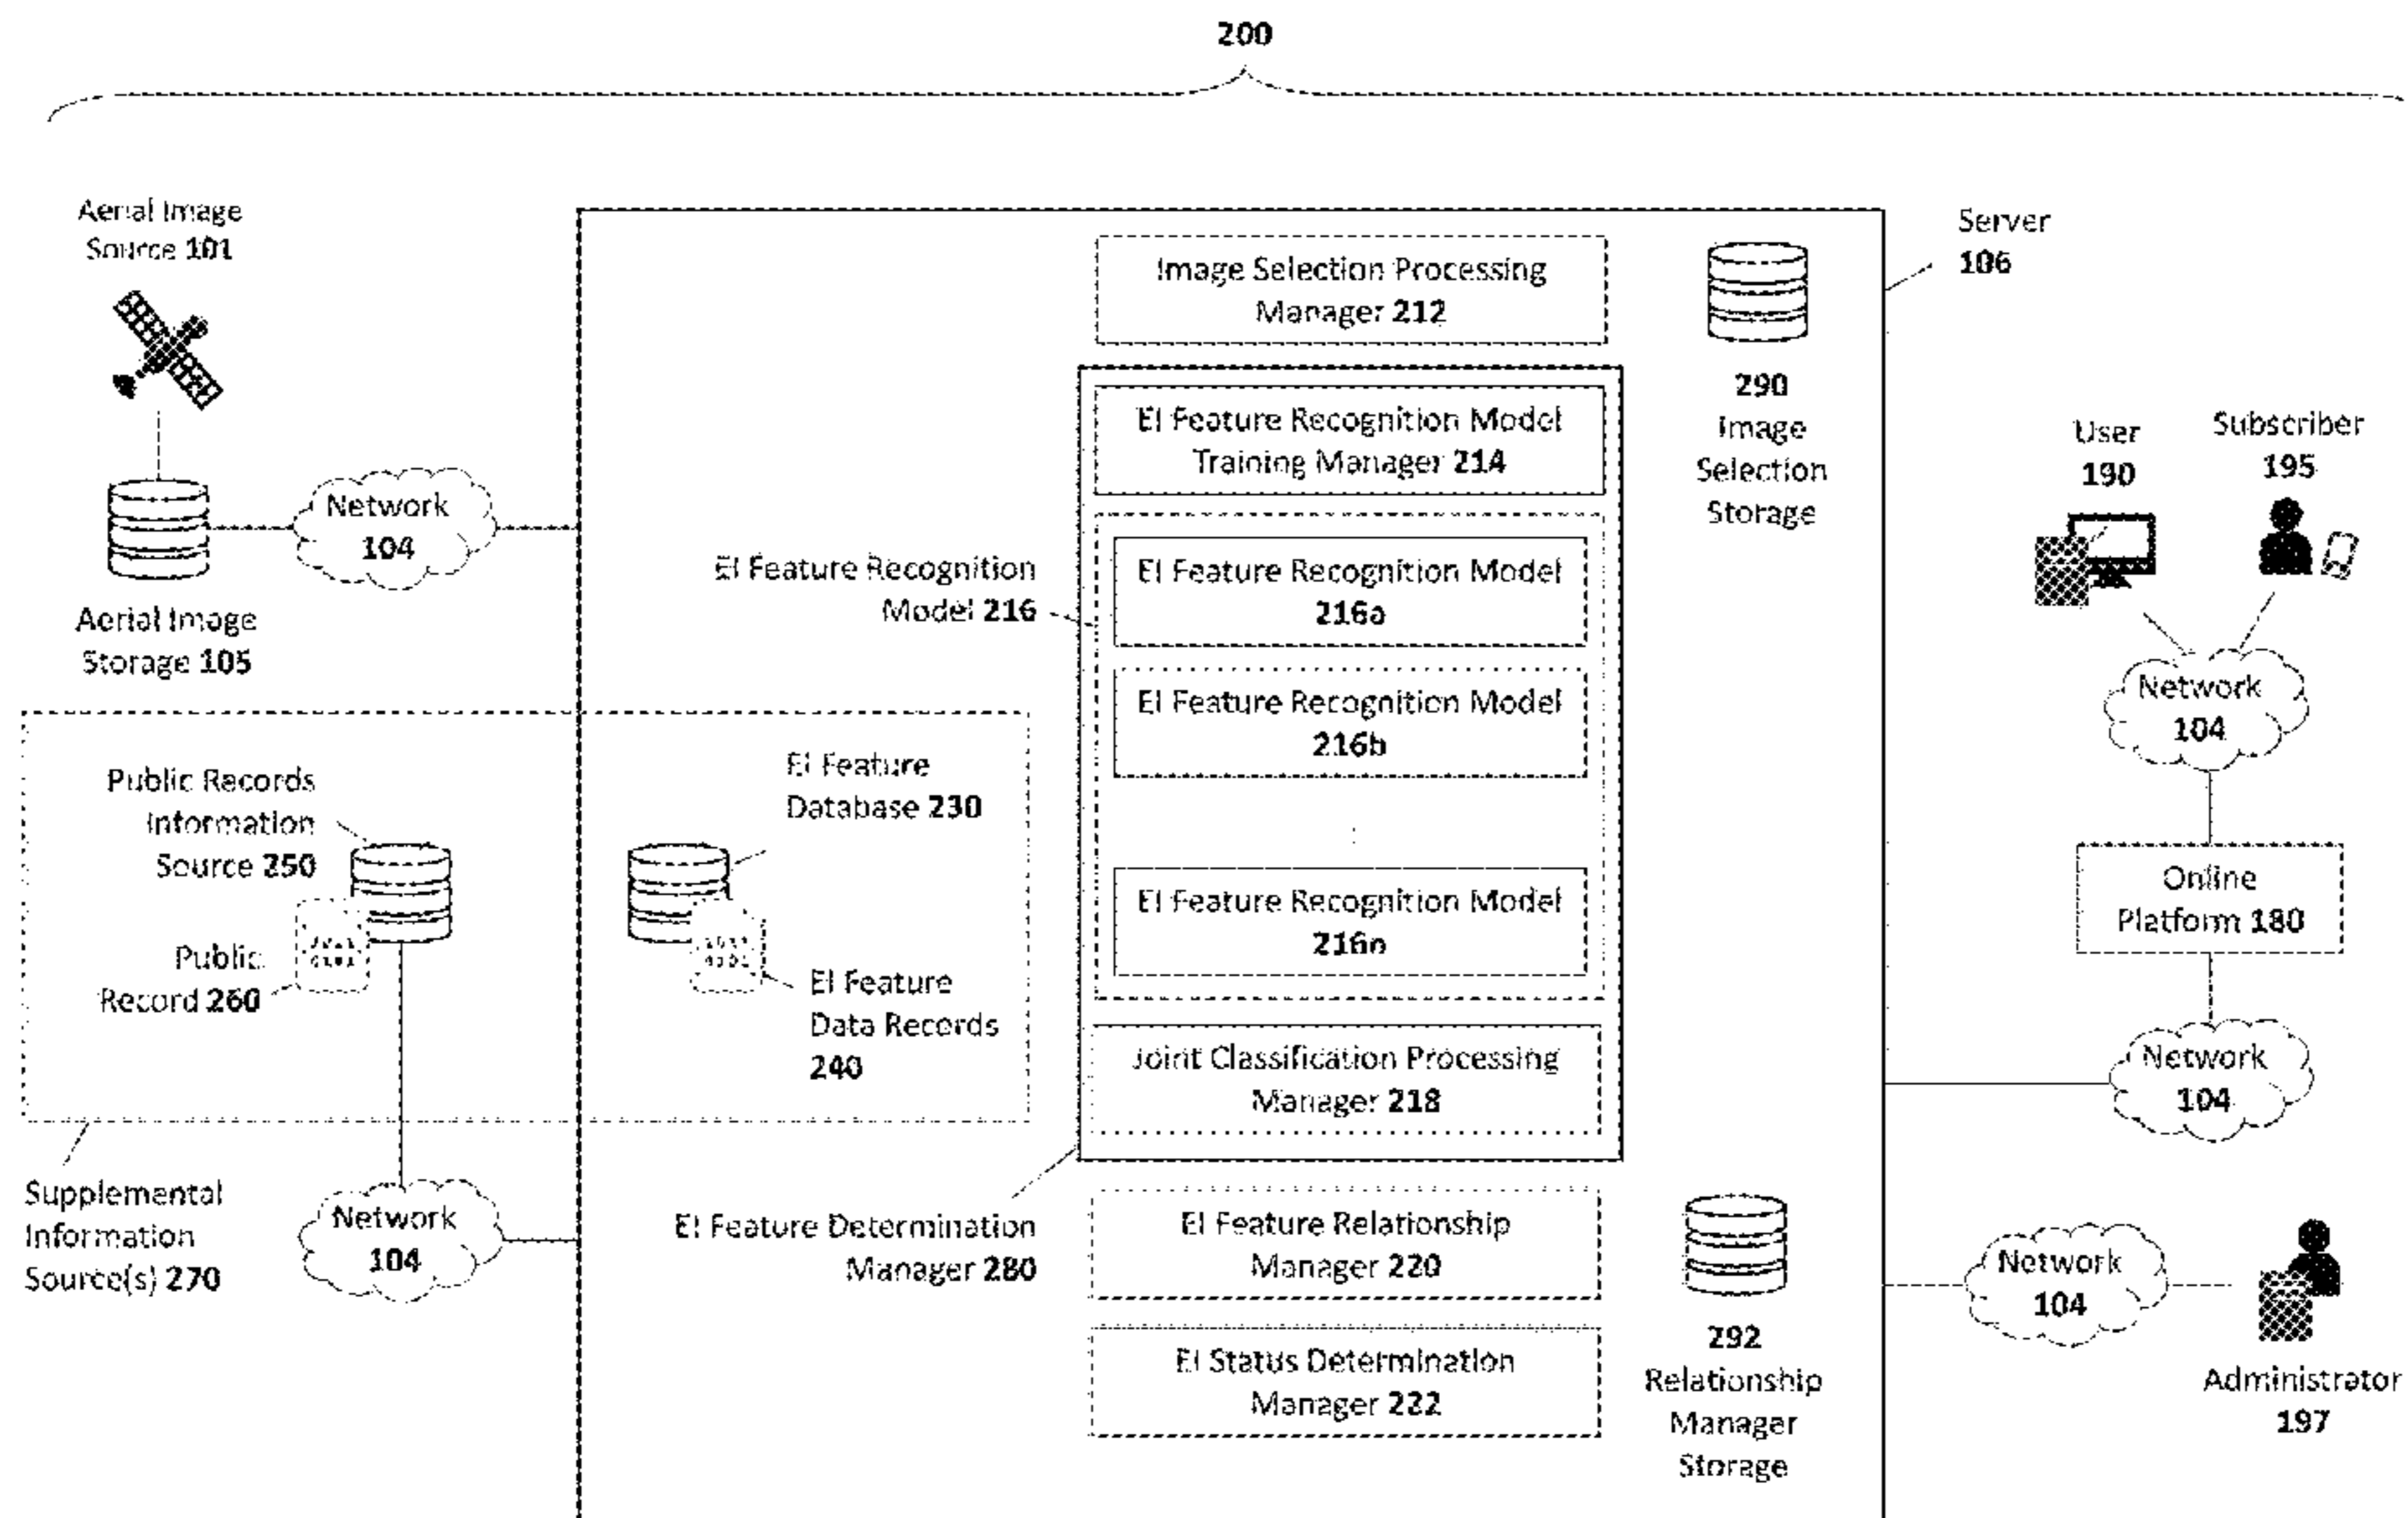 200
Aerial Image
Source 101
Aerial Image
Storage 105
Network
104
Public Records
Information
Source 250
Public
Record 260
Supplemental
Information
Source(s) 270
Network
104
EI Feature
Database 230
EI Feature
Data Records
240
Image Selection Processing
Manager 212
EI Feature Recognition Model
Training Manager 214
EI Feature Recognition
Model 216
EI Feature Recognition Model
216a
EI Feature Recognition Model
216b
EI Feature Recognition Model
216n
Joint Classification Processing
Manager 218
EI Feature Determination
Manager 280
EI Feature Relationship
Manager 220
EI Status Determination
Manager 222
290
Image
Selection
Storage
292
Relationship
Manager
Storage
Server
106
User
190
Subscriber
195
Network
104
Online
Platform 180
Network
104
Network
104
Administrator
197